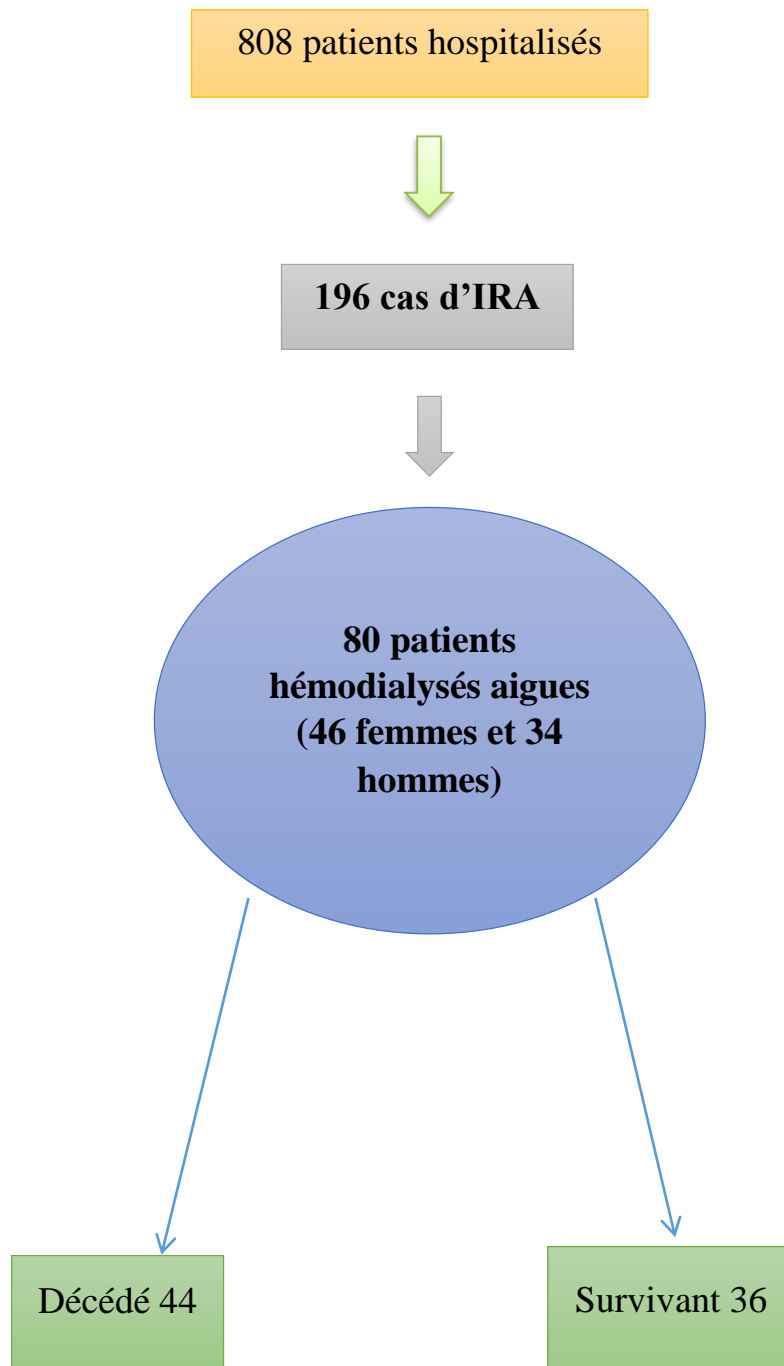 808 patients hospitalisés
196 cas d’IRA
80 patients
hémodialysés aigues
(46 femmes et 34
hommes)
Décédé 44
Survivant 36